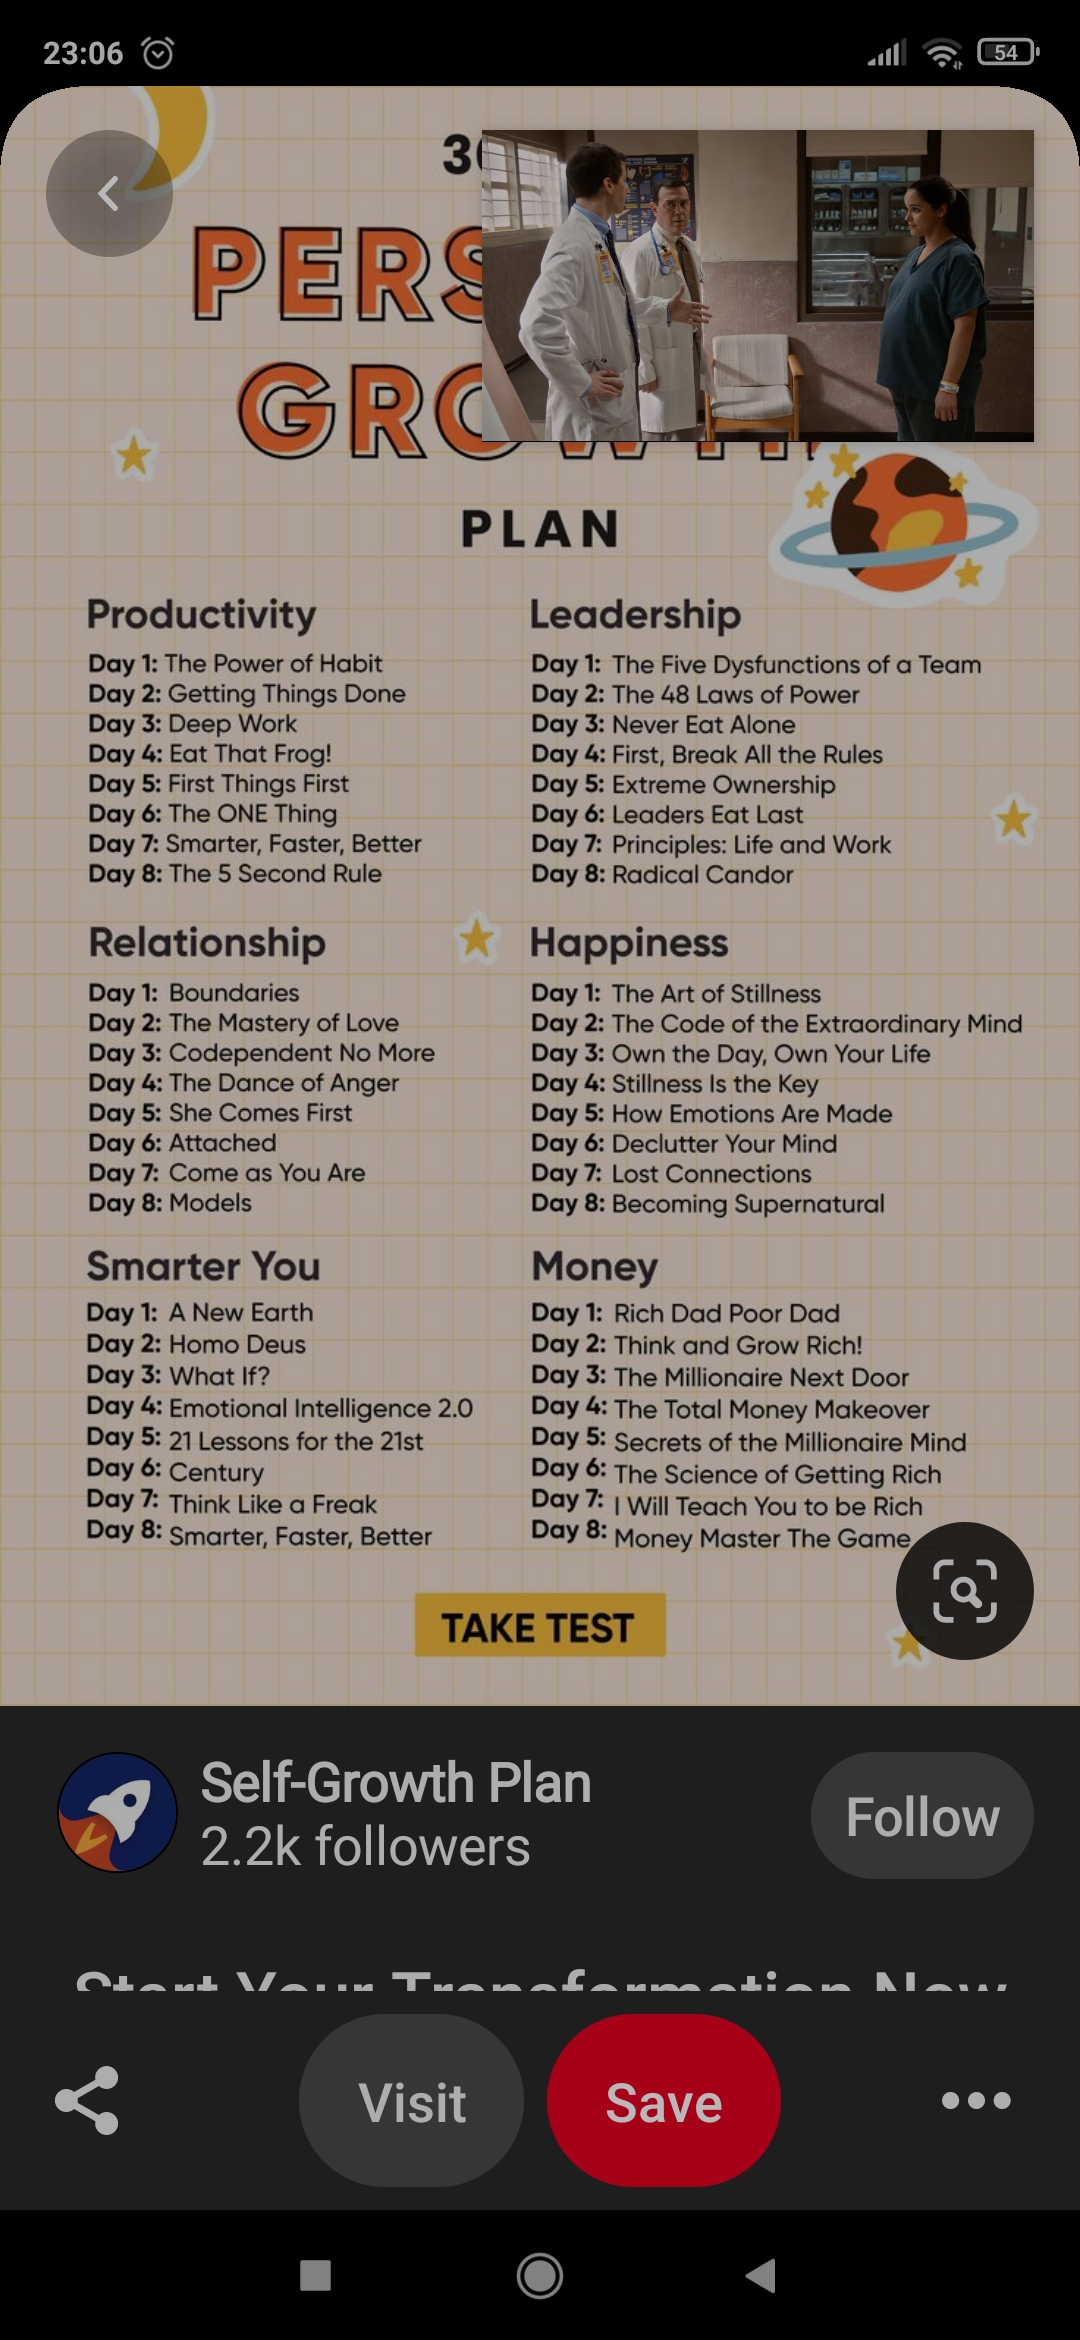 23:06
54
PLAN
Productivity
Day 1: The Power of Habit
Day 2: Getting Things Done
Day 3: Deep Work
Day 4: Eat That Frog!
Day 5: First Things First
Day 6: The ONE Thing
Day 7: Smarter, Faster, Better
Day 8: The 5 Second Rule
Leadership
Day 1: The Five Dysfunctions of a Team
Day 2: The 48 Laws of Power
Day 3: Never Eat Alone
Day 4: First, Break All the Rules
Day 5: Extreme Ownership
Day 6: Leaders Eat Last
Day 7: Principles: Life and Work
Day 8: Radical Candor
Relationship
Day 1: Boundaries
Day 2: The Mastery of Love
Day 3: Codependent No More
Day 4: The Dance of Anger
Day 5: She Comes First
Day 6: Attached
Day 7: Come as You Are
Day 8: Models
Happiness
Day 1: The Art of Stillness
Day 2: The Code of the Extraordinary Mind
Day 3: Own the Day, Own Your Life
Day 4: Stillness Is the Key
Day 5: How Emotions Are Made
Day 6: Declutter Your Mind
Day 7: Lost Connections
Day 8: Becoming Supernatural
Smarter You
Day 1: A New Earth
Day 2: Homo Deus
Day 3: What If?
Day 4: Emotional Intelligence 2.0
Day 5: 21 Lessons for the 21st
Day 6: Century
Day 7: Think Like a Freak
Day 8: Smarter, Faster, Better
Money
Day 1: Rich Dad Poor Dad
Day 2: Think and Grow Rich!
Day 3: The Millionaire Next Door
Day 4: The Total Money Makeover
Day 5: Secrets of the Millionaire Mind
Day 6: The Science of Getting Rich
Day 7: I Will Teach You to be Rich
Day 8: Money Master The Game
TAKE TEST
Self-Growth Plan
2.2k followers
Follow
Start Your Transformation Now
Visit
Save